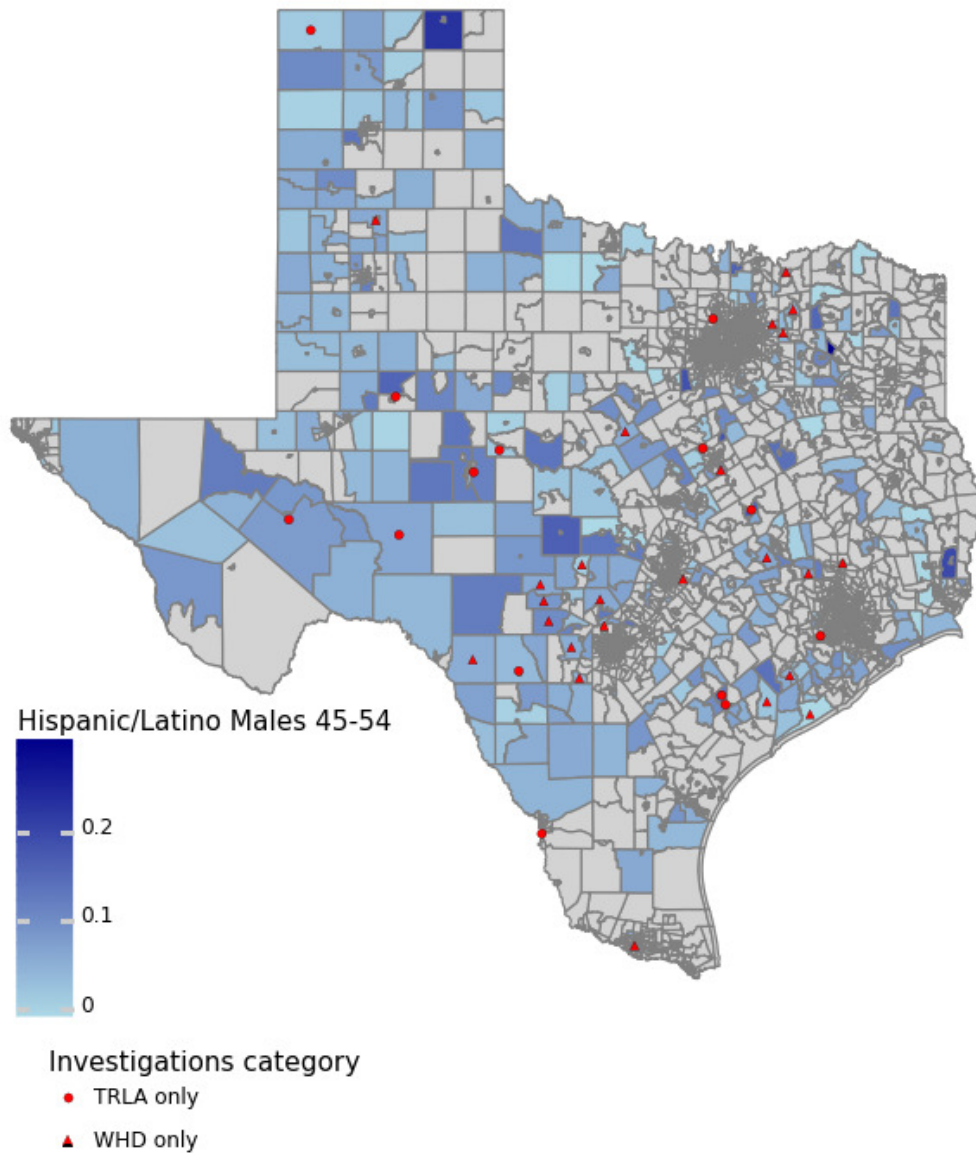 Hispanic/Latino Males 45-54
0.2
0.1
0
Investigations category
TRLA only
WHD only